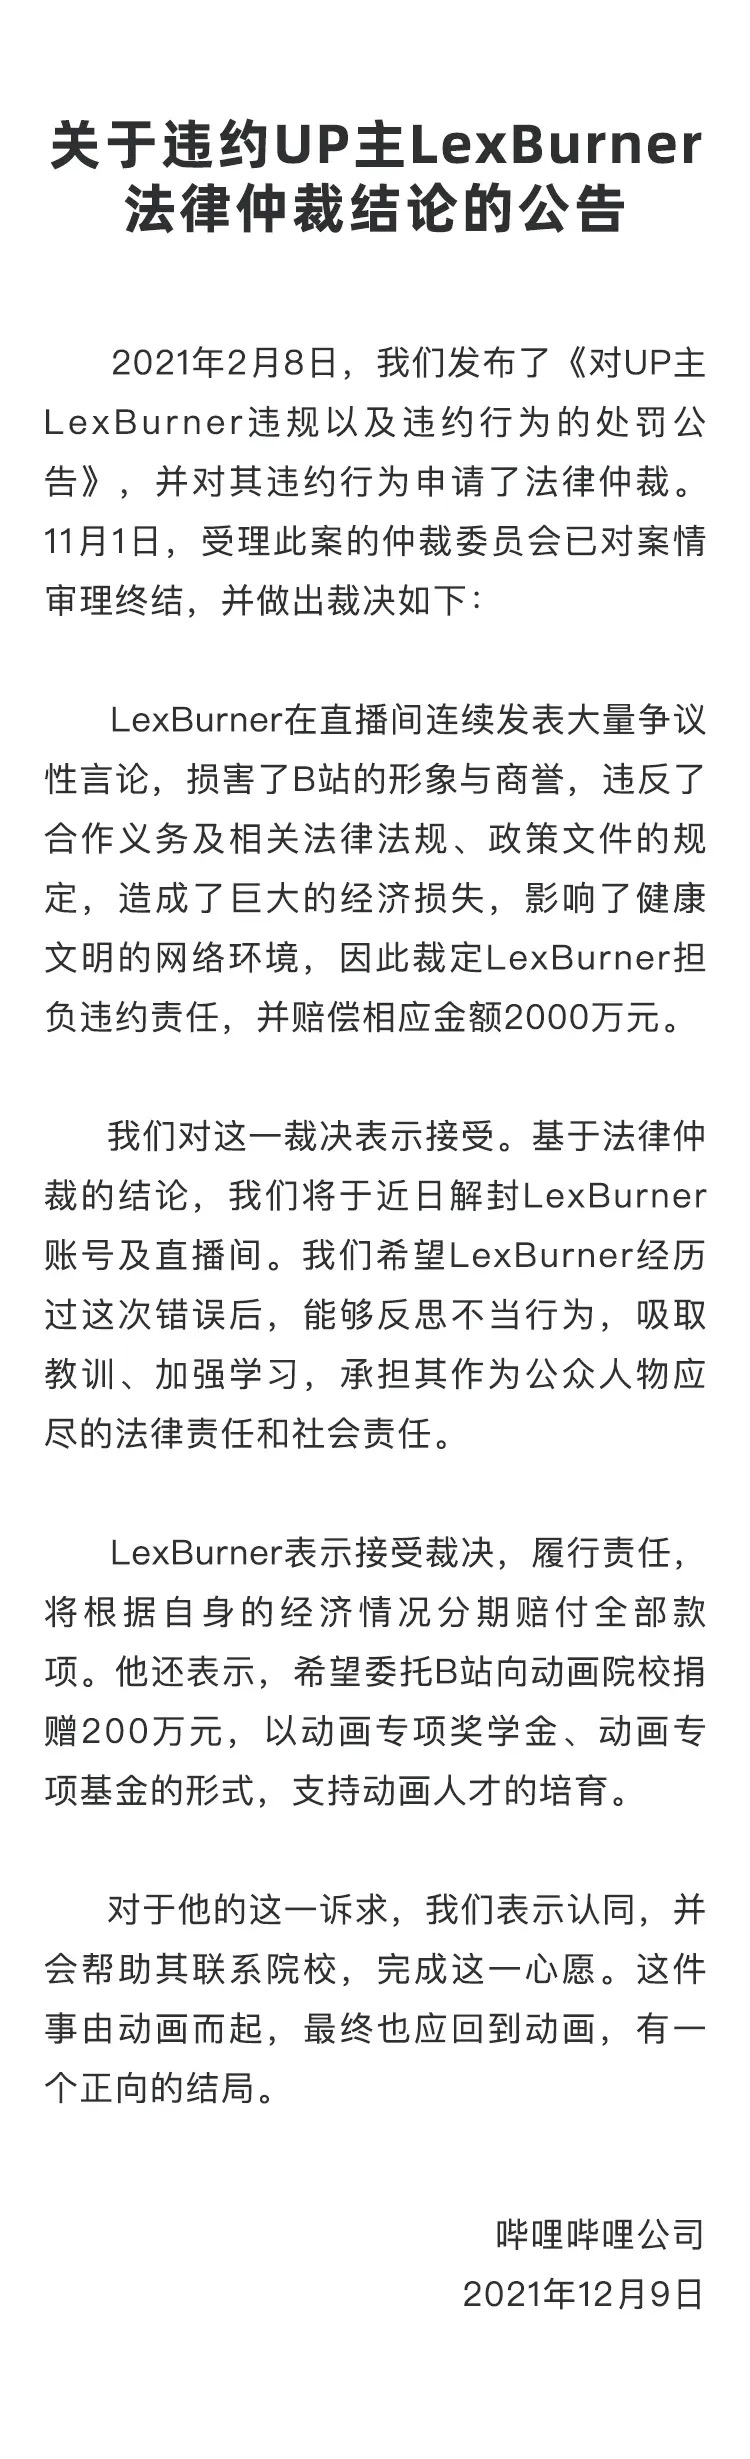 关于违约UP主LexBurner
法律仲裁结论的公告
2021年2月8日，我们发布了《对UP主
LexBurner违规以及违约行为的处罚公
告》，并对其违约行为申请了法律仲裁。
11月1日，受理此案的仲裁委员会已对案情
审理终结，并做出裁决如下：
LexBurner在直播间连续发表大量争议
性言论，损害了B站的形象与商誉，违反了
合作义务及相关法律法规、政策文件的规
定，造成了巨大的经济损失，影响了健康
文明的网络环境，因此裁定LexBurner担
负违约责任，并赔偿相应金额2000万元。
我们对这一裁决表示接受。基于法律仲
裁的结论，我们将于近日解封LexBurner
账号及直播间。我们希望LexBurner经历
过这次错误后，能够反思不当行为，吸取
教训、加强学习，承担其作为公众人物应
尽的法律责任和社会责任。
LexBurner表示接受裁决，履行责任，
将根据自身的经济情况分期赔付全部款
项。他还表示，希望委托B站向动画院校捐
赠200万元，以动画专项奖学金、动画专
项基金的形式，支持动画人才的培育。
对于他的这一诉求，我们表示认同，并
会帮助其联系院校，完成这一心愿。这件
事由动画而起，最终也应回到动画，有一
个正向的结局。
哔哩哔哩公司
2021年12月9日